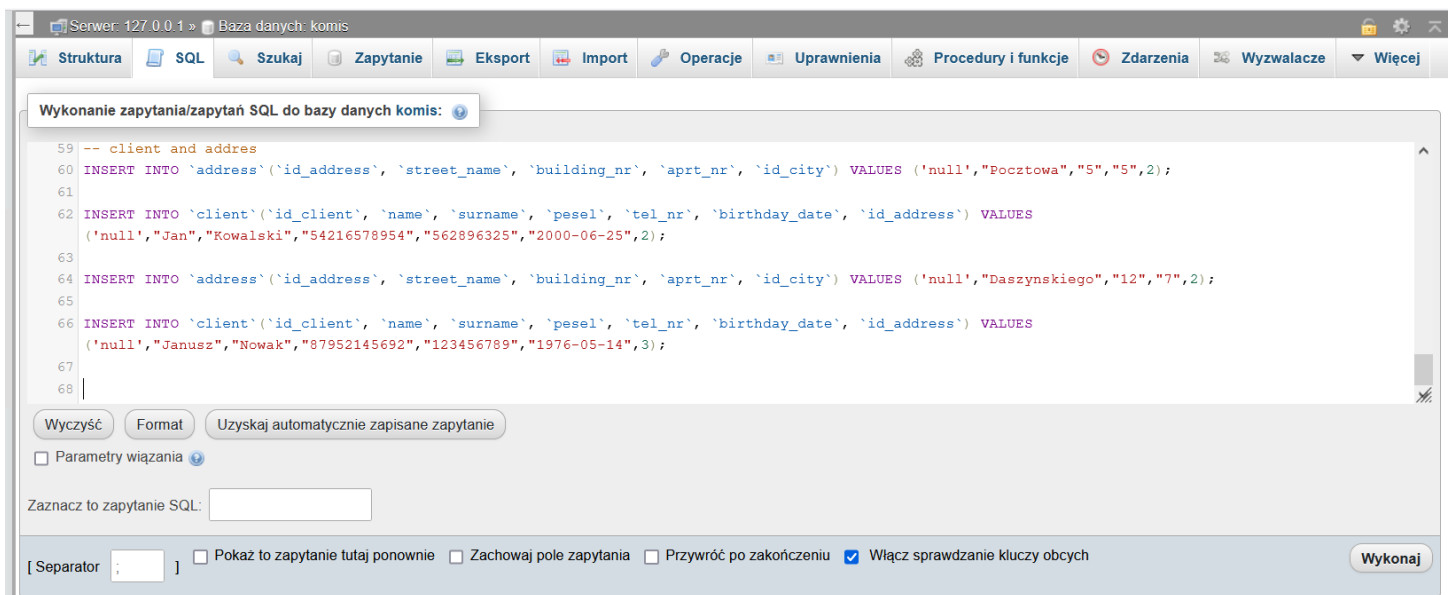 Serwer: 127.0.0.1 » Baza danych: komis
Struktura SQL Szukaj Zapytanie Eksport Import Operacje Uprawnienia Procedury i funkcje Zdarzenia Wyzwalacze Więcej
Wykonanie zapytania/zapytań SQL do bazy danych komis:
59 -- client and addres
60 INSERT INTO `address`(`id_address`, `street_name`, `building_nr`, `aprt_nr`, `id_city`) VALUES ('null',"Pocztowa","5","5",2);
61
62 INSERT INTO `client`(`id_client`, `name`, `surname`, `pesel`, `tel_nr`, `birthday_date`, `id_address`) VALUES
('null',"Jan","Kowalski","54216578954","562896325","2000-06-25",2);
63
64 INSERT INTO `address`(`id_address`, `street_name`, `building_nr`, `aprt_nr`, `id_city`) VALUES ('null',"Daszynskiego","12","7",2);
65
66 INSERT INTO `client`(`id_client`, `name`, `surname`, `pesel`, `tel_nr`, `birthday_date`, `id_address`) VALUES
('null',"Janusz","Nowak","87952145692","123456789","1976-05-14",3);
67
68
Wyczyść Format Uzyskaj automatycznie zapisane zapytanie
Parametry wiązania
Zaznacz to zapytanie SQL:
[ Separator ; ] Pokaż to zapytanie tutaj ponownie Zachowaj pole zapytania Przywróć po zakończeniu Włącz sprawdzanie kluczy obcych Wykonaj